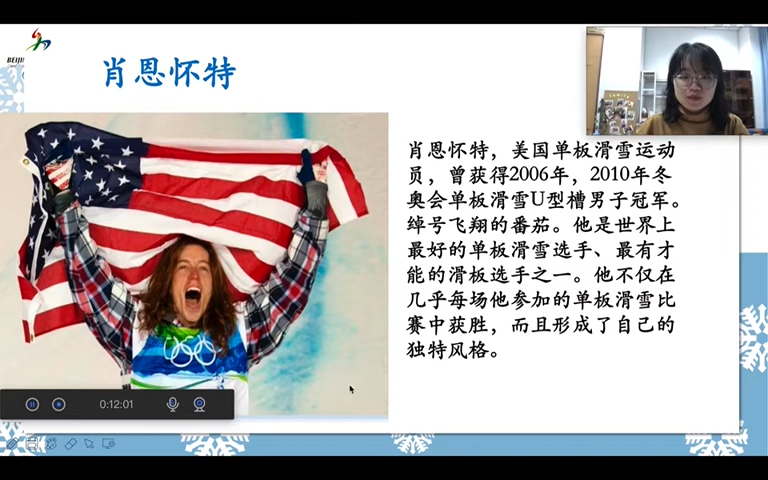 BEIJI
肖恩怀特
肖恩怀特，美国单板滑雪运动
员，曾获得2006年，2010年冬
奥会单板滑雪U型槽男子冠军。
绰号飞翔的番茄。他是世界上
最好的单板滑雪选手、最有才
能的滑板选手之一。他不仅在
几乎每场他参加的单板滑雪比
赛中获胜，而且形成了自己的
独特风格。
0:12:01